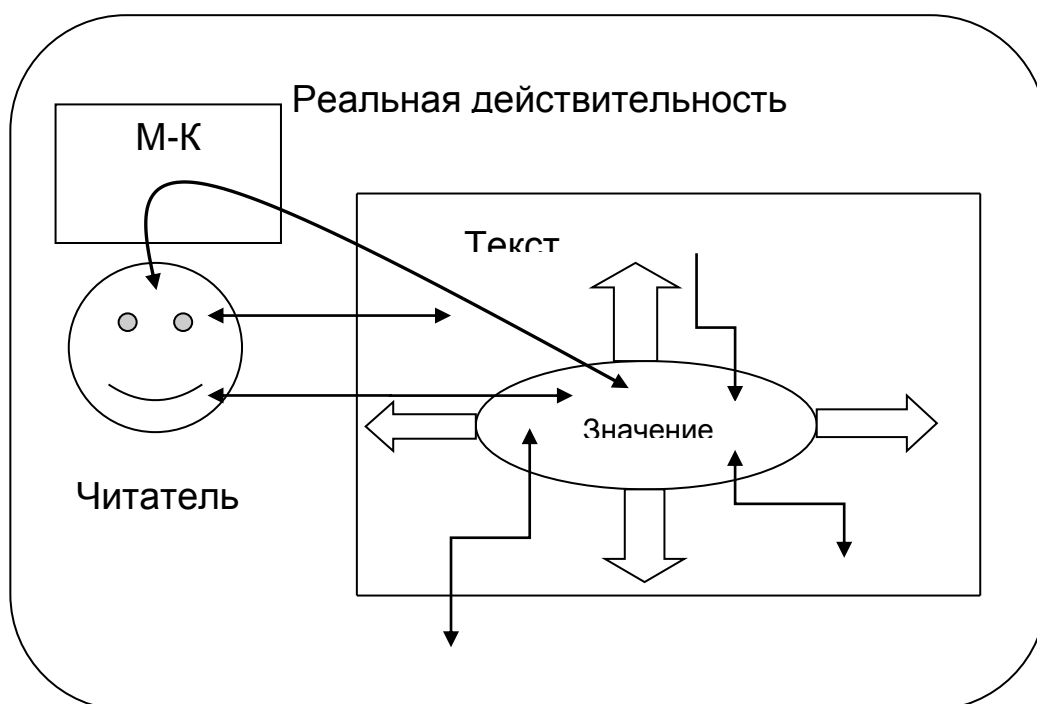 Реальная действительность
М-К
Текст
Значение
Читатель